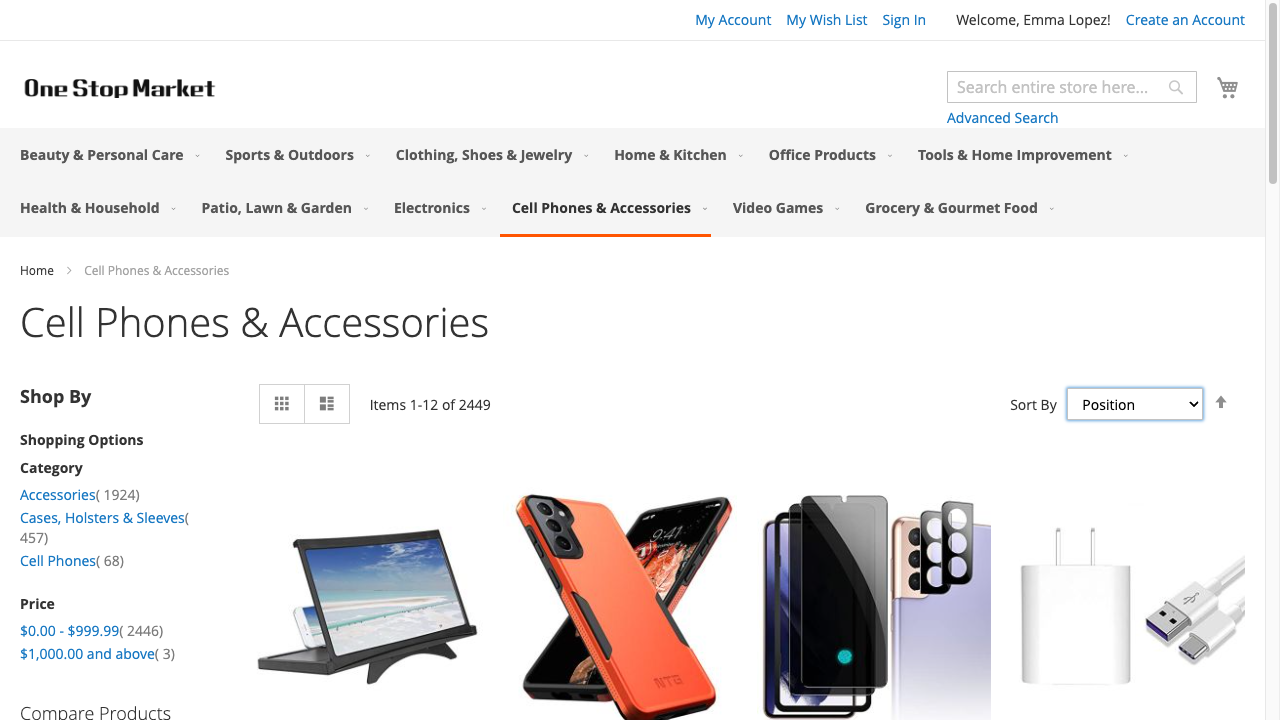 My Account My Wish List Sign In Welcome, Emma Lopez! Create an Account
One Stop Market
Search entire store here...
Advanced Search
Beauty & Personal Care Sports & Outdoors Clothing, Shoes & Jewelry Home & Kitchen Office Products Tools & Home Improvement
Health & Household Patio, Lawn & Garden Electronics Cell Phones & Accessories Video Games Grocery & Gourmet Food
Home Cell Phones & Accessories
Cell Phones & Accessories
Shop By
Items 1-12 of 2449
Sort By Position
Shopping Options
Category
Accessories( 1924)
Cases, Holsters & Sleeves(
457)
Cell Phones( 68)
Price
$0.00 - $999.99( 2446)
$1,000.00 and above( 3)
Compare Products
9:41
NTG